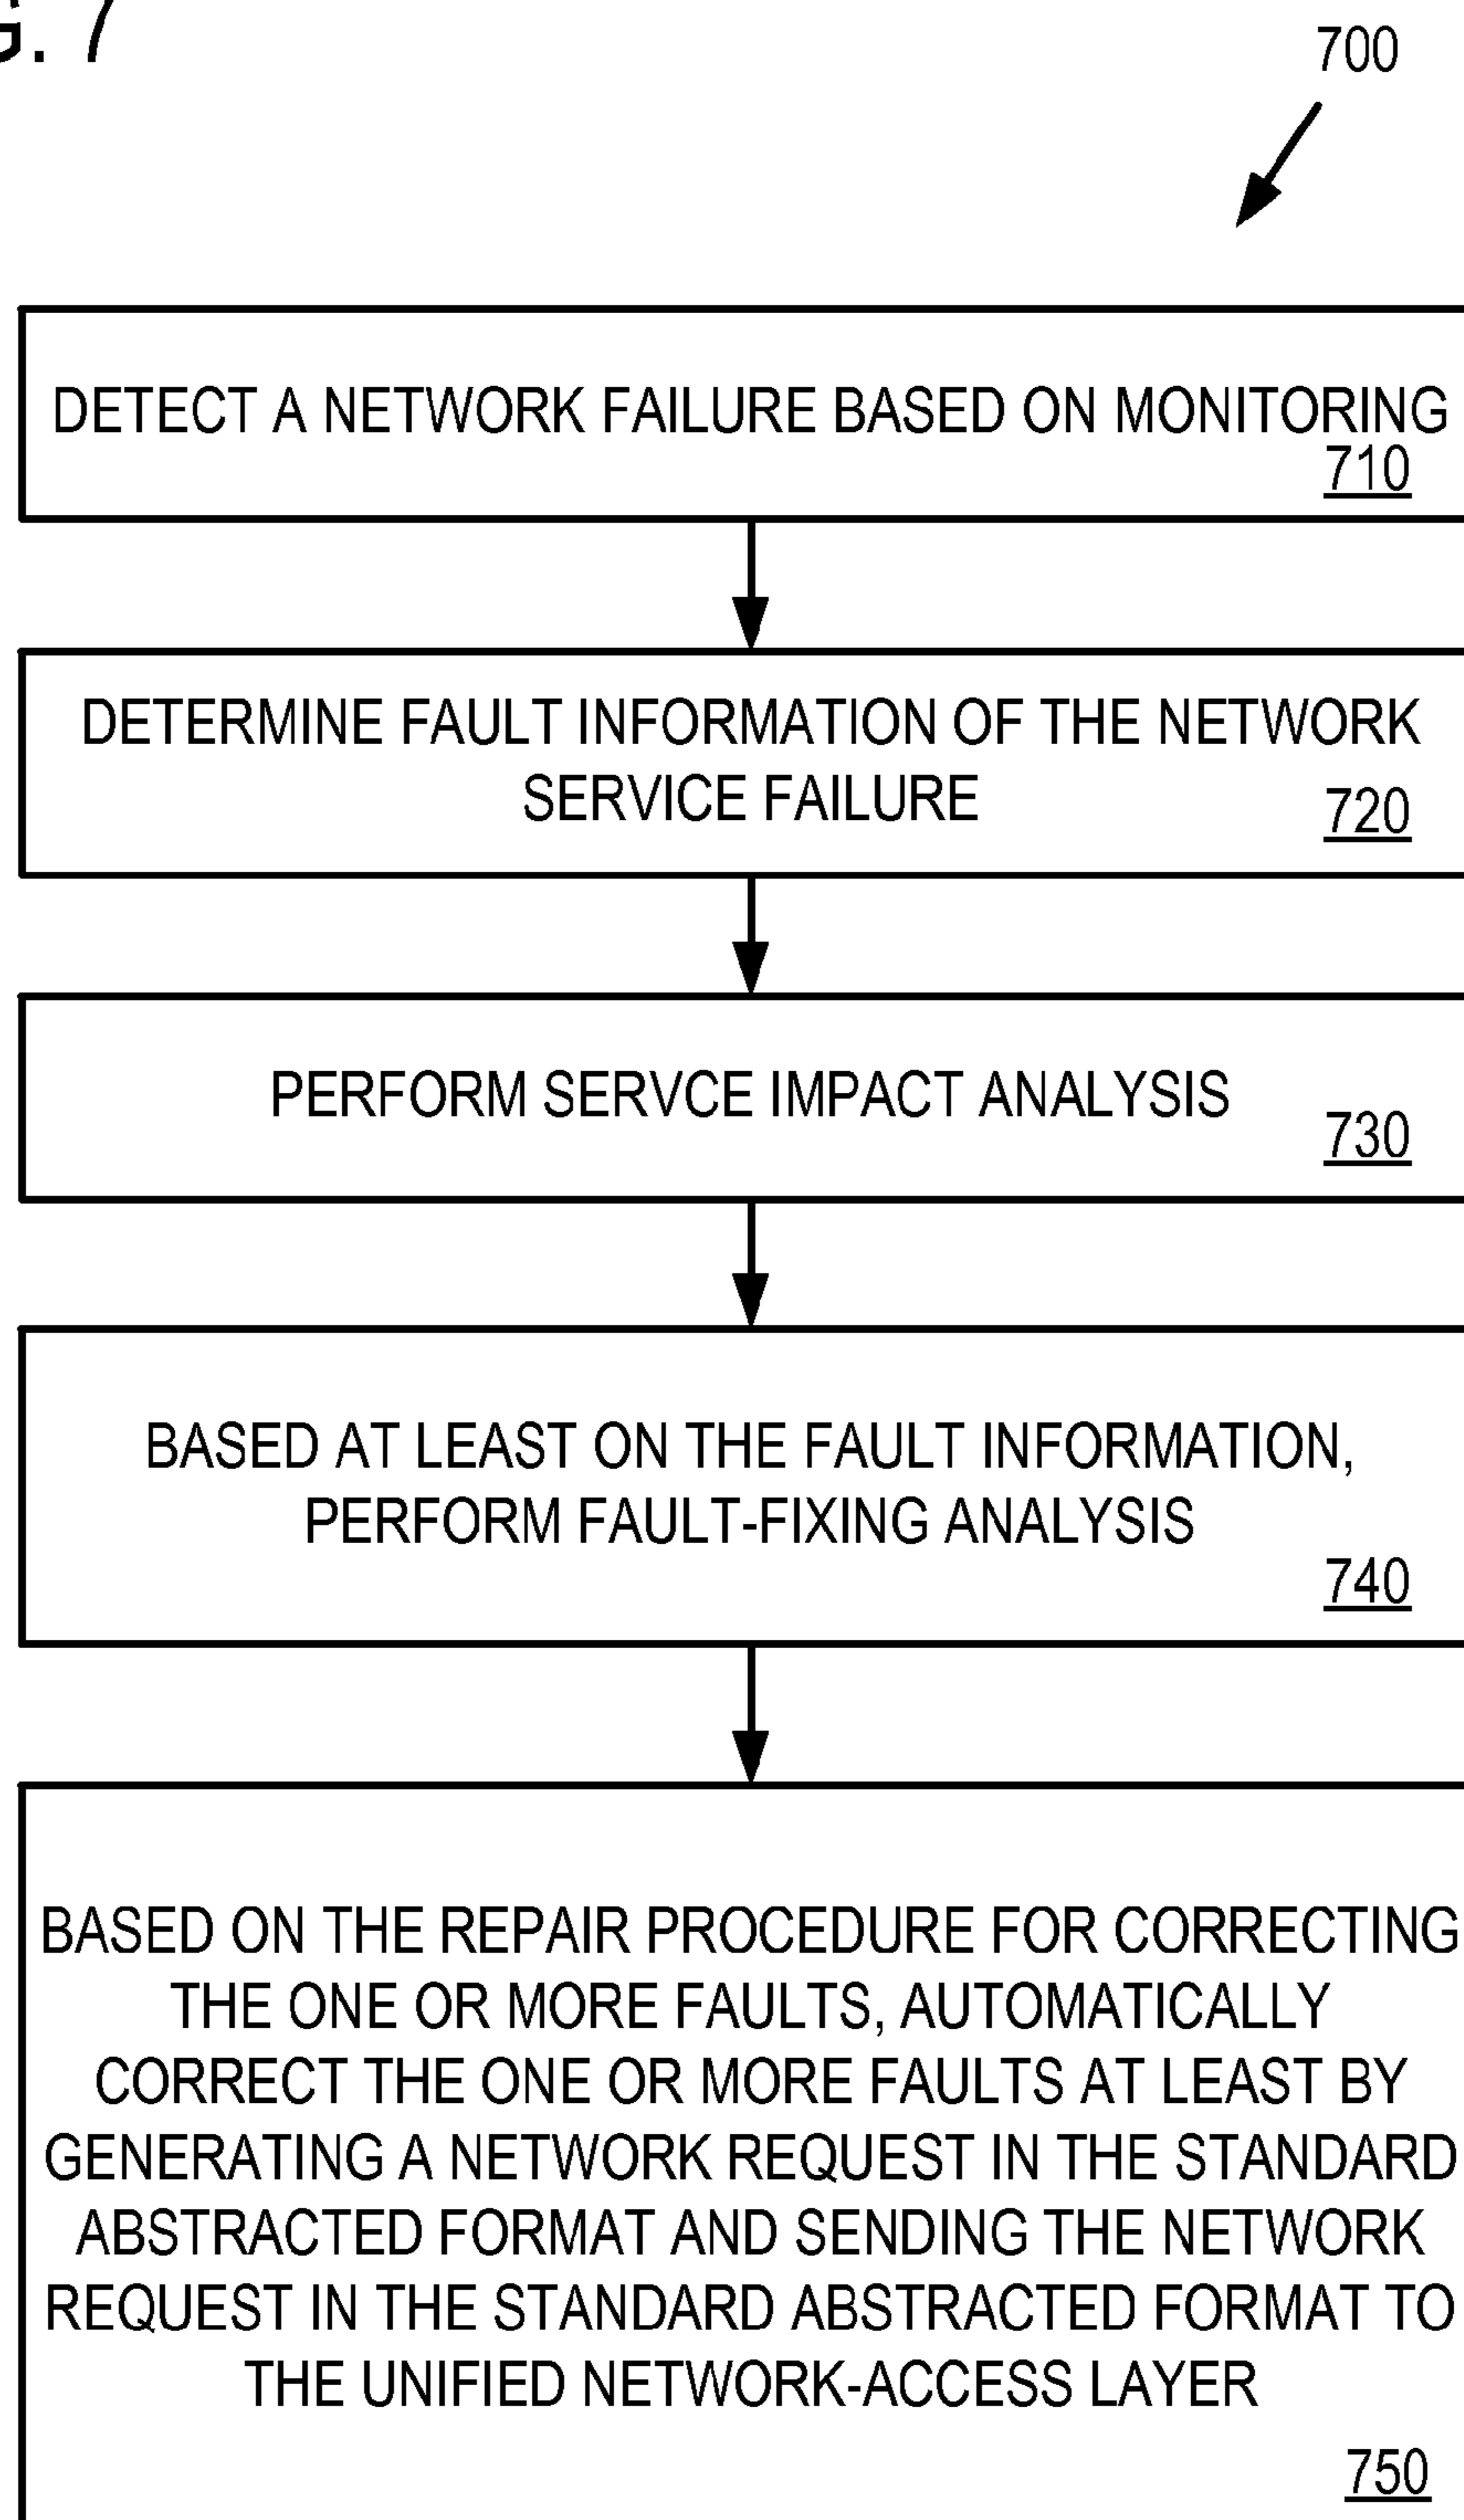 G. 7
700
DETECT A NETWORK FAILURE BASED ON MONITORING
710
DETERMINE FAULT INFORMATION OF THE NETWORK
SERVICE FAILURE
720
PERFORM SERVCE IMPACT ANALYSIS
730
BASED AT LEAST ON THE FAULT INFORMATION,
PERFORM FAULT-FIXING ANALYSIS
740
BASED ON THE REPAIR PROCEDURE FOR CORRECTING
THE ONE OR MORE FAULTS, AUTOMATICALLY
CORRECT THE ONE OR MORE FAULTS AT LEAST BY
GENERATING A NETWORK REQUEST IN THE STANDARD
ABSTRACTED FORMAT AND SENDING THE NETWORK
REQUEST IN THE STANDARD ABSTRACTED FORMAT TO
THE UNIFIED NETWORK-ACCESS LAYER
750